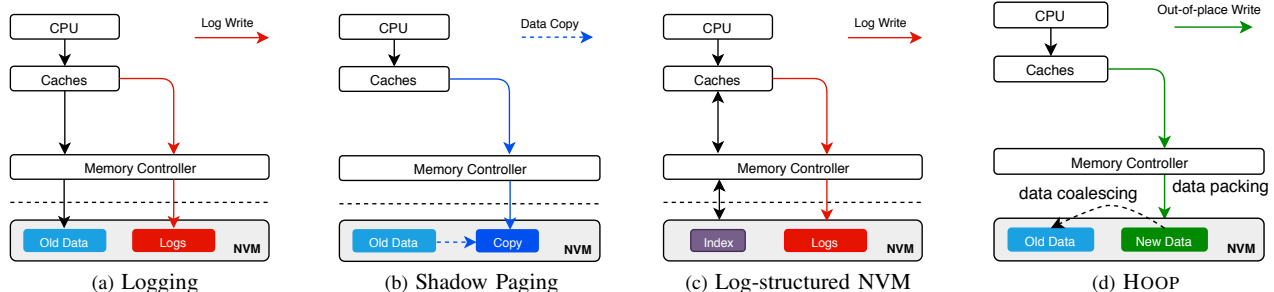 CPU
Log Write
Caches
Memory Controller
Old Data
Logs
NVM
(a) Logging
CPU
Data Copy
Caches
Memory Controller
Old Data
Copy
NVM
(b) Shadow Paging
CPU
Log Write
Caches
Memory Controller
Index
Logs
NVM
(c) Log-structured NVM
Out-of-place Write
CPU
Caches
Memory Controller
data coalescing
data packing
Old Data
New Data
NVM
(d) HOOP